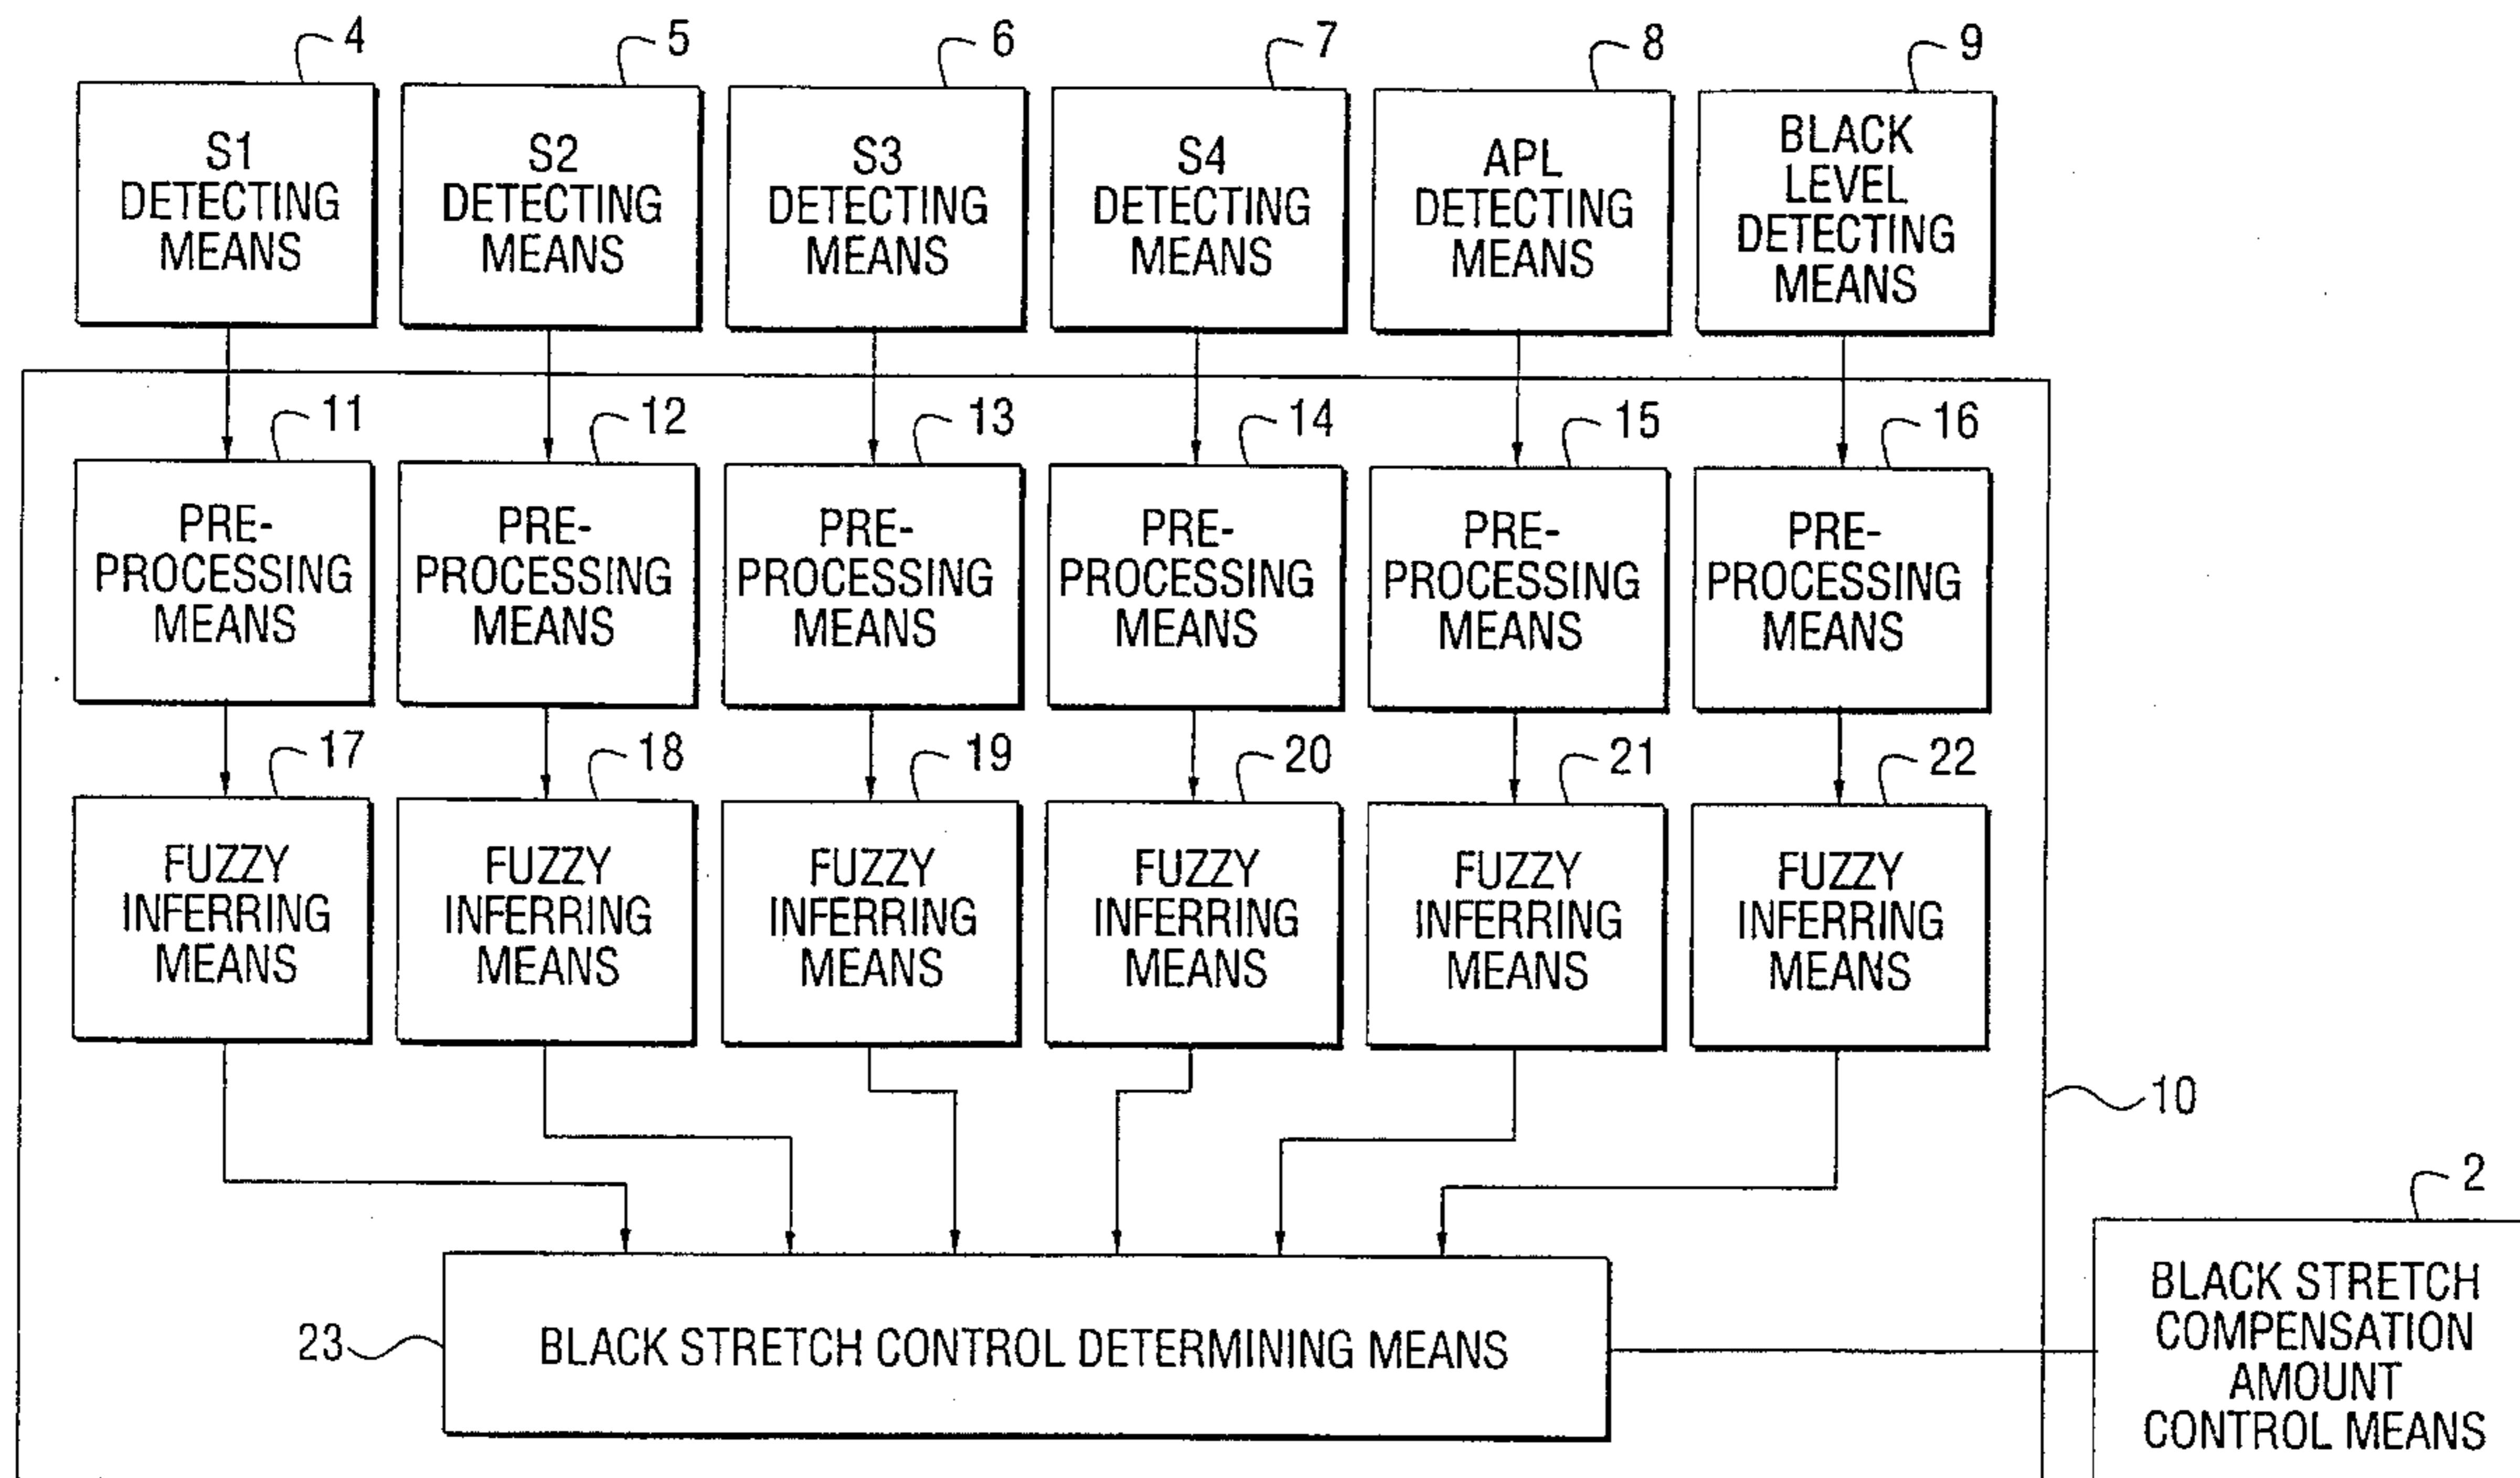 4
5
6
7
8
9
S1
DETECTING
MEANS
S2
DETECTING
MEANS
S3
DETECTING
MEANS
S4
DETECTING
MEANS
APL
DETECTING
MEANS
BLACK
LEVEL
DETECTING
MEANS
11
12
13
14
15
16
PRE-
PROCESSING
MEANS
PRE-
PROCESSING
MEANS
PRE-
PROCESSING
MEANS
PRE-
PROCESSING
MEANS
PRE-
PROCESSING
MEANS
PRE-
PROCESSING
MEANS
17
18
19
20
21
22
FUZZY
INFERRING
MEANS
FUZZY
INFERRING
MEANS
FUZZY
INFERRING
MEANS
FUZZY
INFERRING
MEANS
FUZZY
INFERRING
MEANS
FUZZY
INFERRING
MEANS
10
2
23
BLACK STRETCH CONTROL DETERMINING MEANS
BLACK STRETCH
COMPENSATION
AMOUNT
CONTROL MEANS